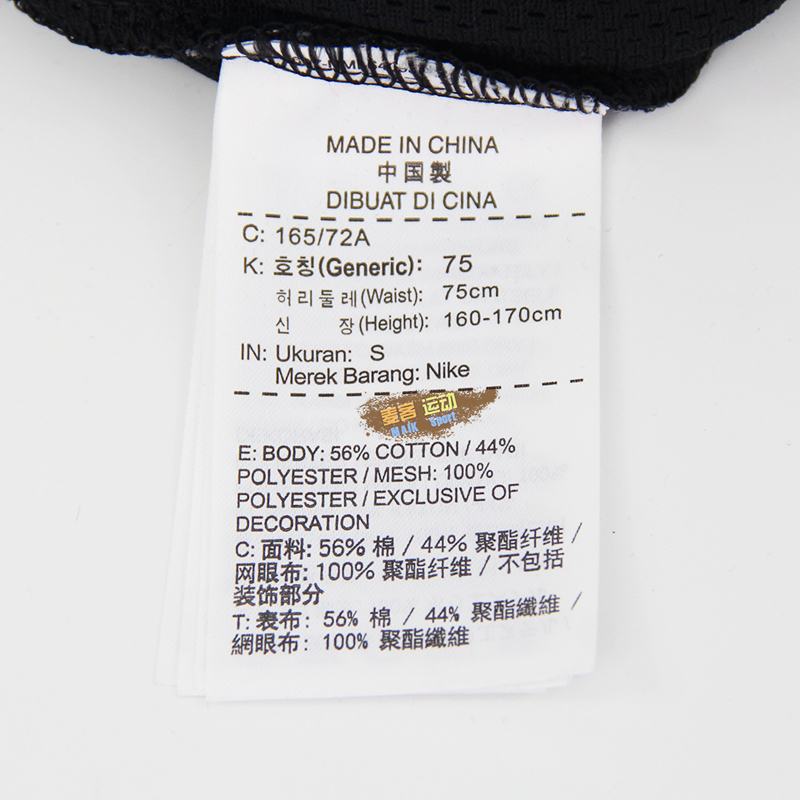 MADE IN CHINA
中国製
DIBUAT DI CINA
C: 165/72A
K: 호칭(Generic): 75
허리둘레(Waist): 75cm
신 장(Height): 160-170cm
IN: Ukuran: S
Merek Barang: Nike
麦客 运动
MAIK Sport
E: BODY: 56% COTTON / 44%
POLYESTER / MESH: 100%
POLYESTER / EXCLUSIVE OF
DECORATION
C: 面料: 56% 棉 / 44% 聚酯纤维 /
网眼布: 100% 聚酯纤维 / 不包括
装饰部分
T: 表布: 56% 棉 / 44% 聚酯纖維 /
網眼布: 100% 聚酯纖維